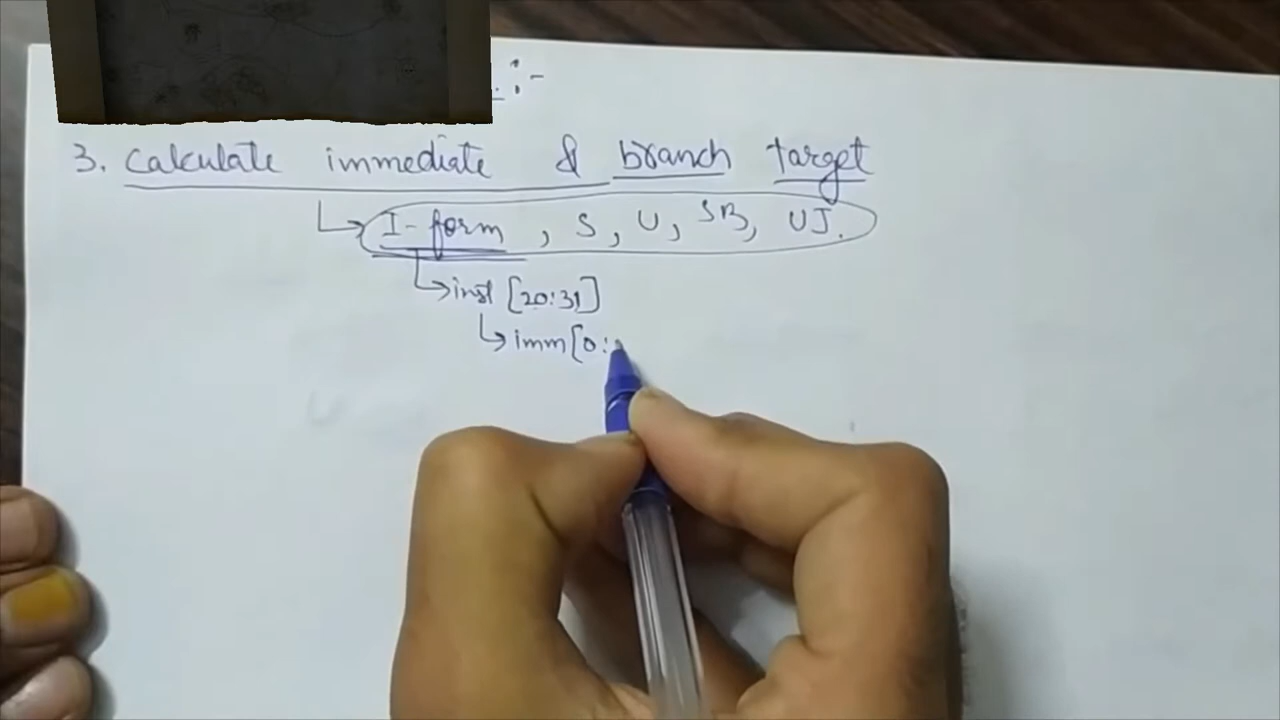 3. Calculate immediate & branch target
I-form, S, U, SB, UJ.
inst [20:31]
imm[0: